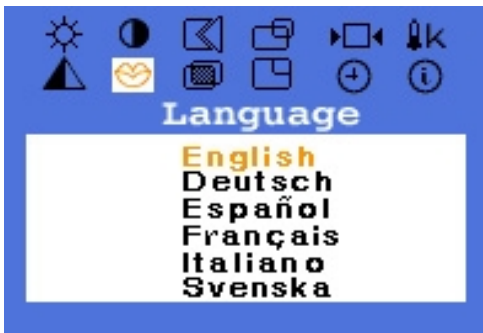 K
Language
English
Deutsch
Español
Français
Italiano
Svenska